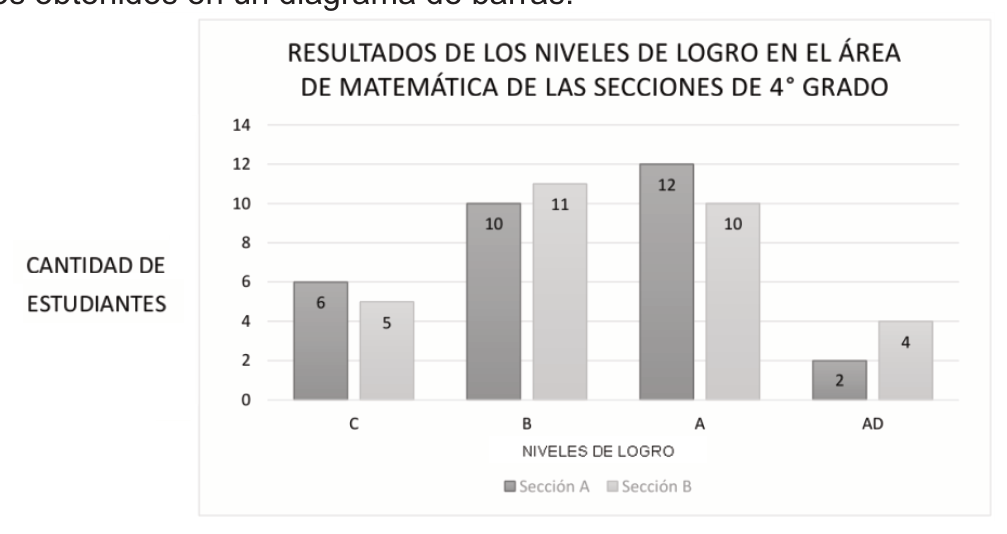 os obtenidos en un diagrama de barras.
RESULTADOS DE LOS NIVELES DE LOGRO EN EL ÁREA
DE MATEMÁTICA DE LAS SECCIONES DE 4° GRADO
14
12
10
8
6
4
2
0
CANTIDAD DE
ESTUDIANTES
6
5
10
11
12
10
2
4
C
B
A
AD
NIVELES DE LOGRO
Sección A
Sección B